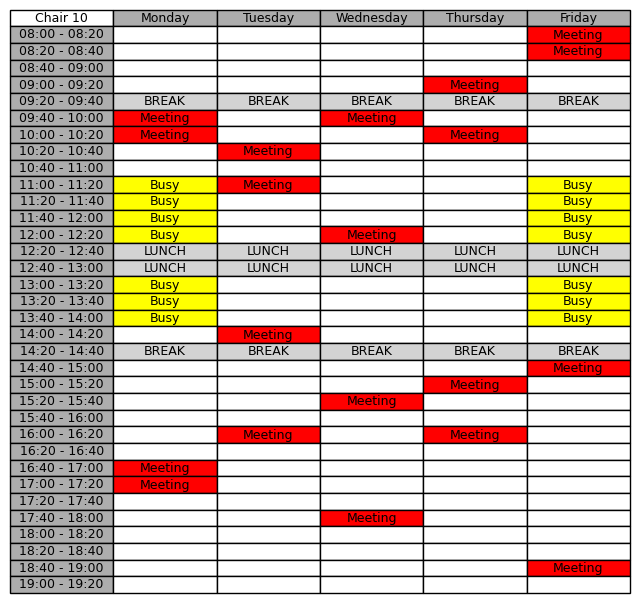 Chair 10 Monday Tuesday Wednesday Thursday Friday
08:00 - 08:20 Meeting
08:20 - 08:40 Meeting
08:40 - 09:00
09:00 - 09:20 Meeting
09:20 - 09:40 BREAK BREAK BREAK BREAK BREAK
09:40 - 10:00 Meeting Meeting
10:00 - 10:20 Meeting Meeting
10:20 - 10:40 Meeting
10:40 - 11:00
11:00 - 11:20 Busy Meeting Busy
11:20 - 11:40 Busy Busy
11:40 - 12:00 Busy Busy
12:00 - 12:20 Busy Meeting Busy
12:20 - 12:40 LUNCH LUNCH LUNCH LUNCH LUNCH
12:40 - 13:00 LUNCH LUNCH LUNCH LUNCH LUNCH
13:00 - 13:20 Busy Busy
13:20 - 13:40 Busy Busy
13:40 - 14:00 Busy Busy
14:00 - 14:20 Meeting
14:20 - 14:40 BREAK BREAK BREAK BREAK BREAK
14:40 - 15:00 Meeting
15:00 - 15:20 Meeting
15:20 - 15:40 Meeting
15:40 - 16:00
16:00 - 16:20 Meeting Meeting
16:20 - 16:40
16:40 - 17:00 Meeting
17:00 - 17:20 Meeting
17:20 - 17:40
17:40 - 18:00 Meeting
18:00 - 18:20
18:20 - 18:40
18:40 - 19:00 Meeting
19:00 - 19:20